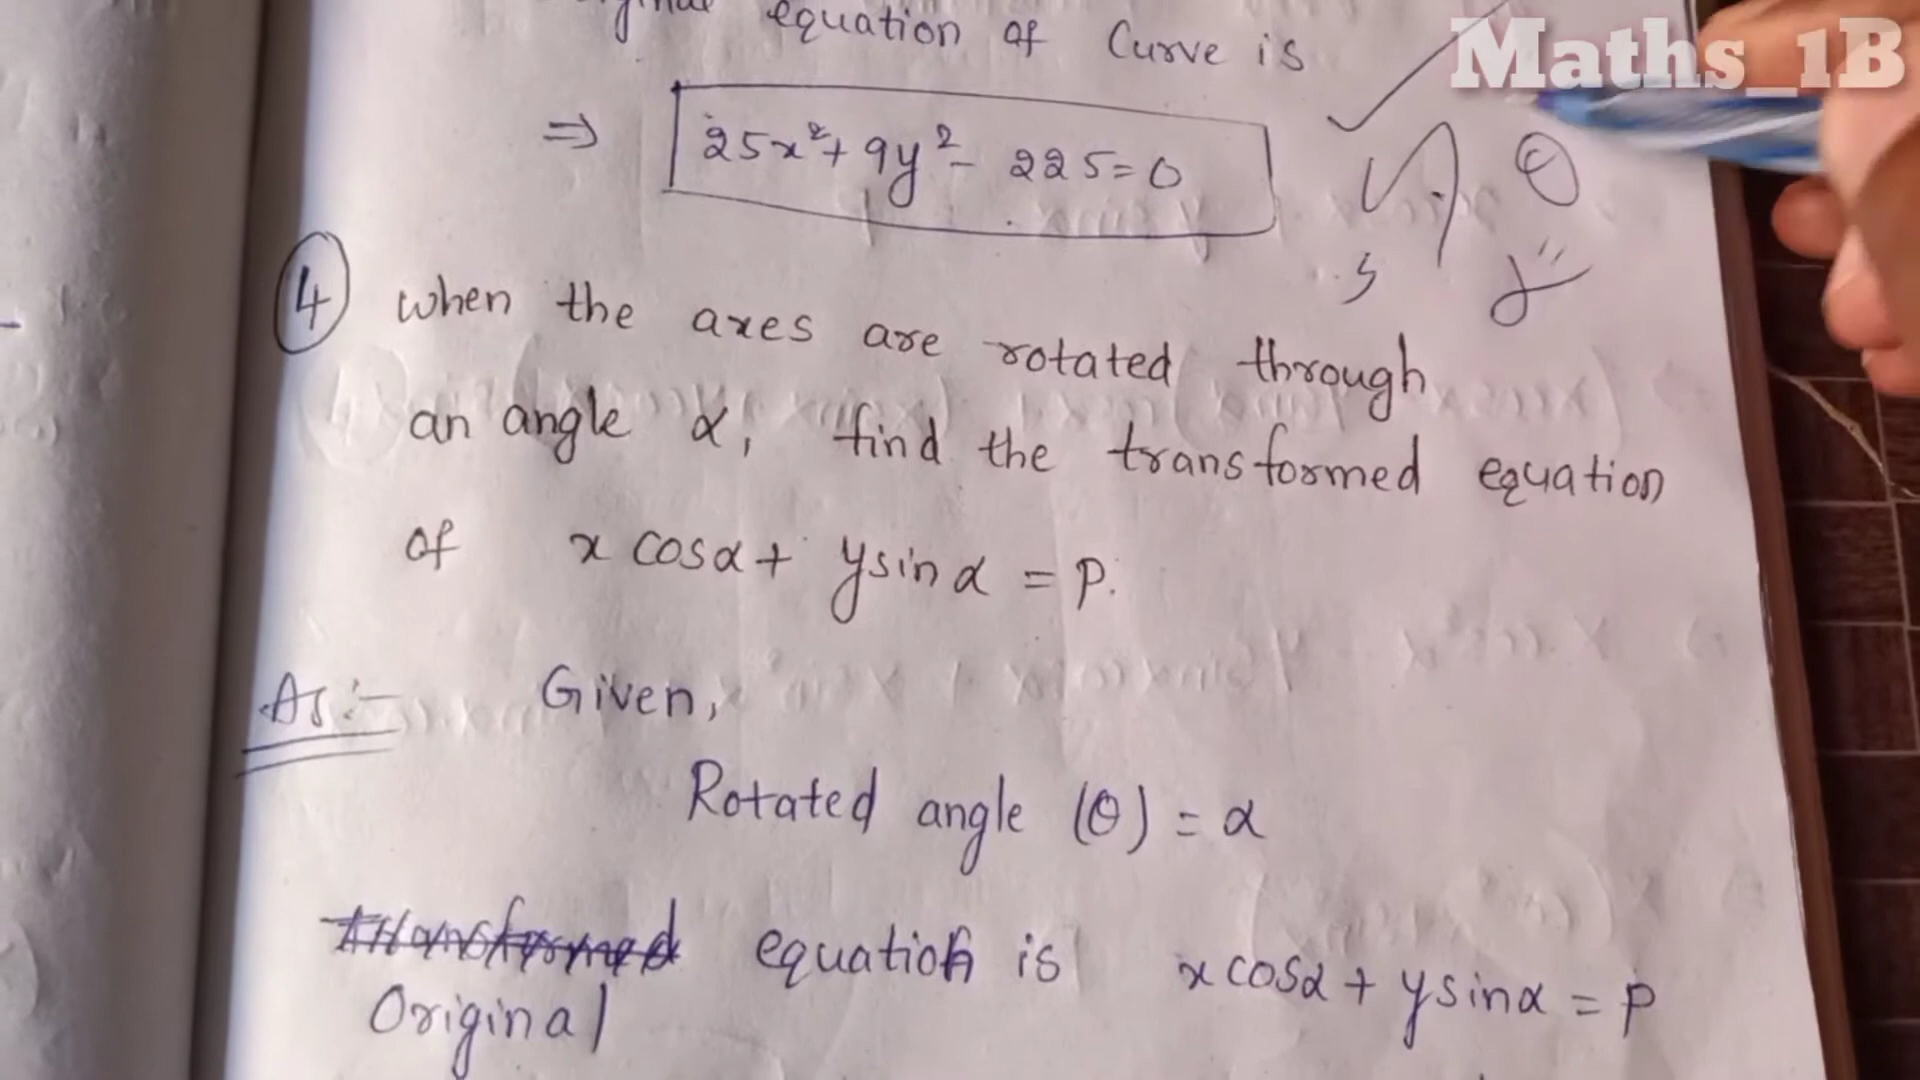 equation of Curve is
Maths_1B
⇒ 25x²+9y²- 225=0
θ
4 When the axes are rotated through
an angle α, find the transformed equation
of x cosα + y sinα = p.
As:- Given,
Rotated angle (θ) = α
transformed equation is x cosα + y sinα = p
Original